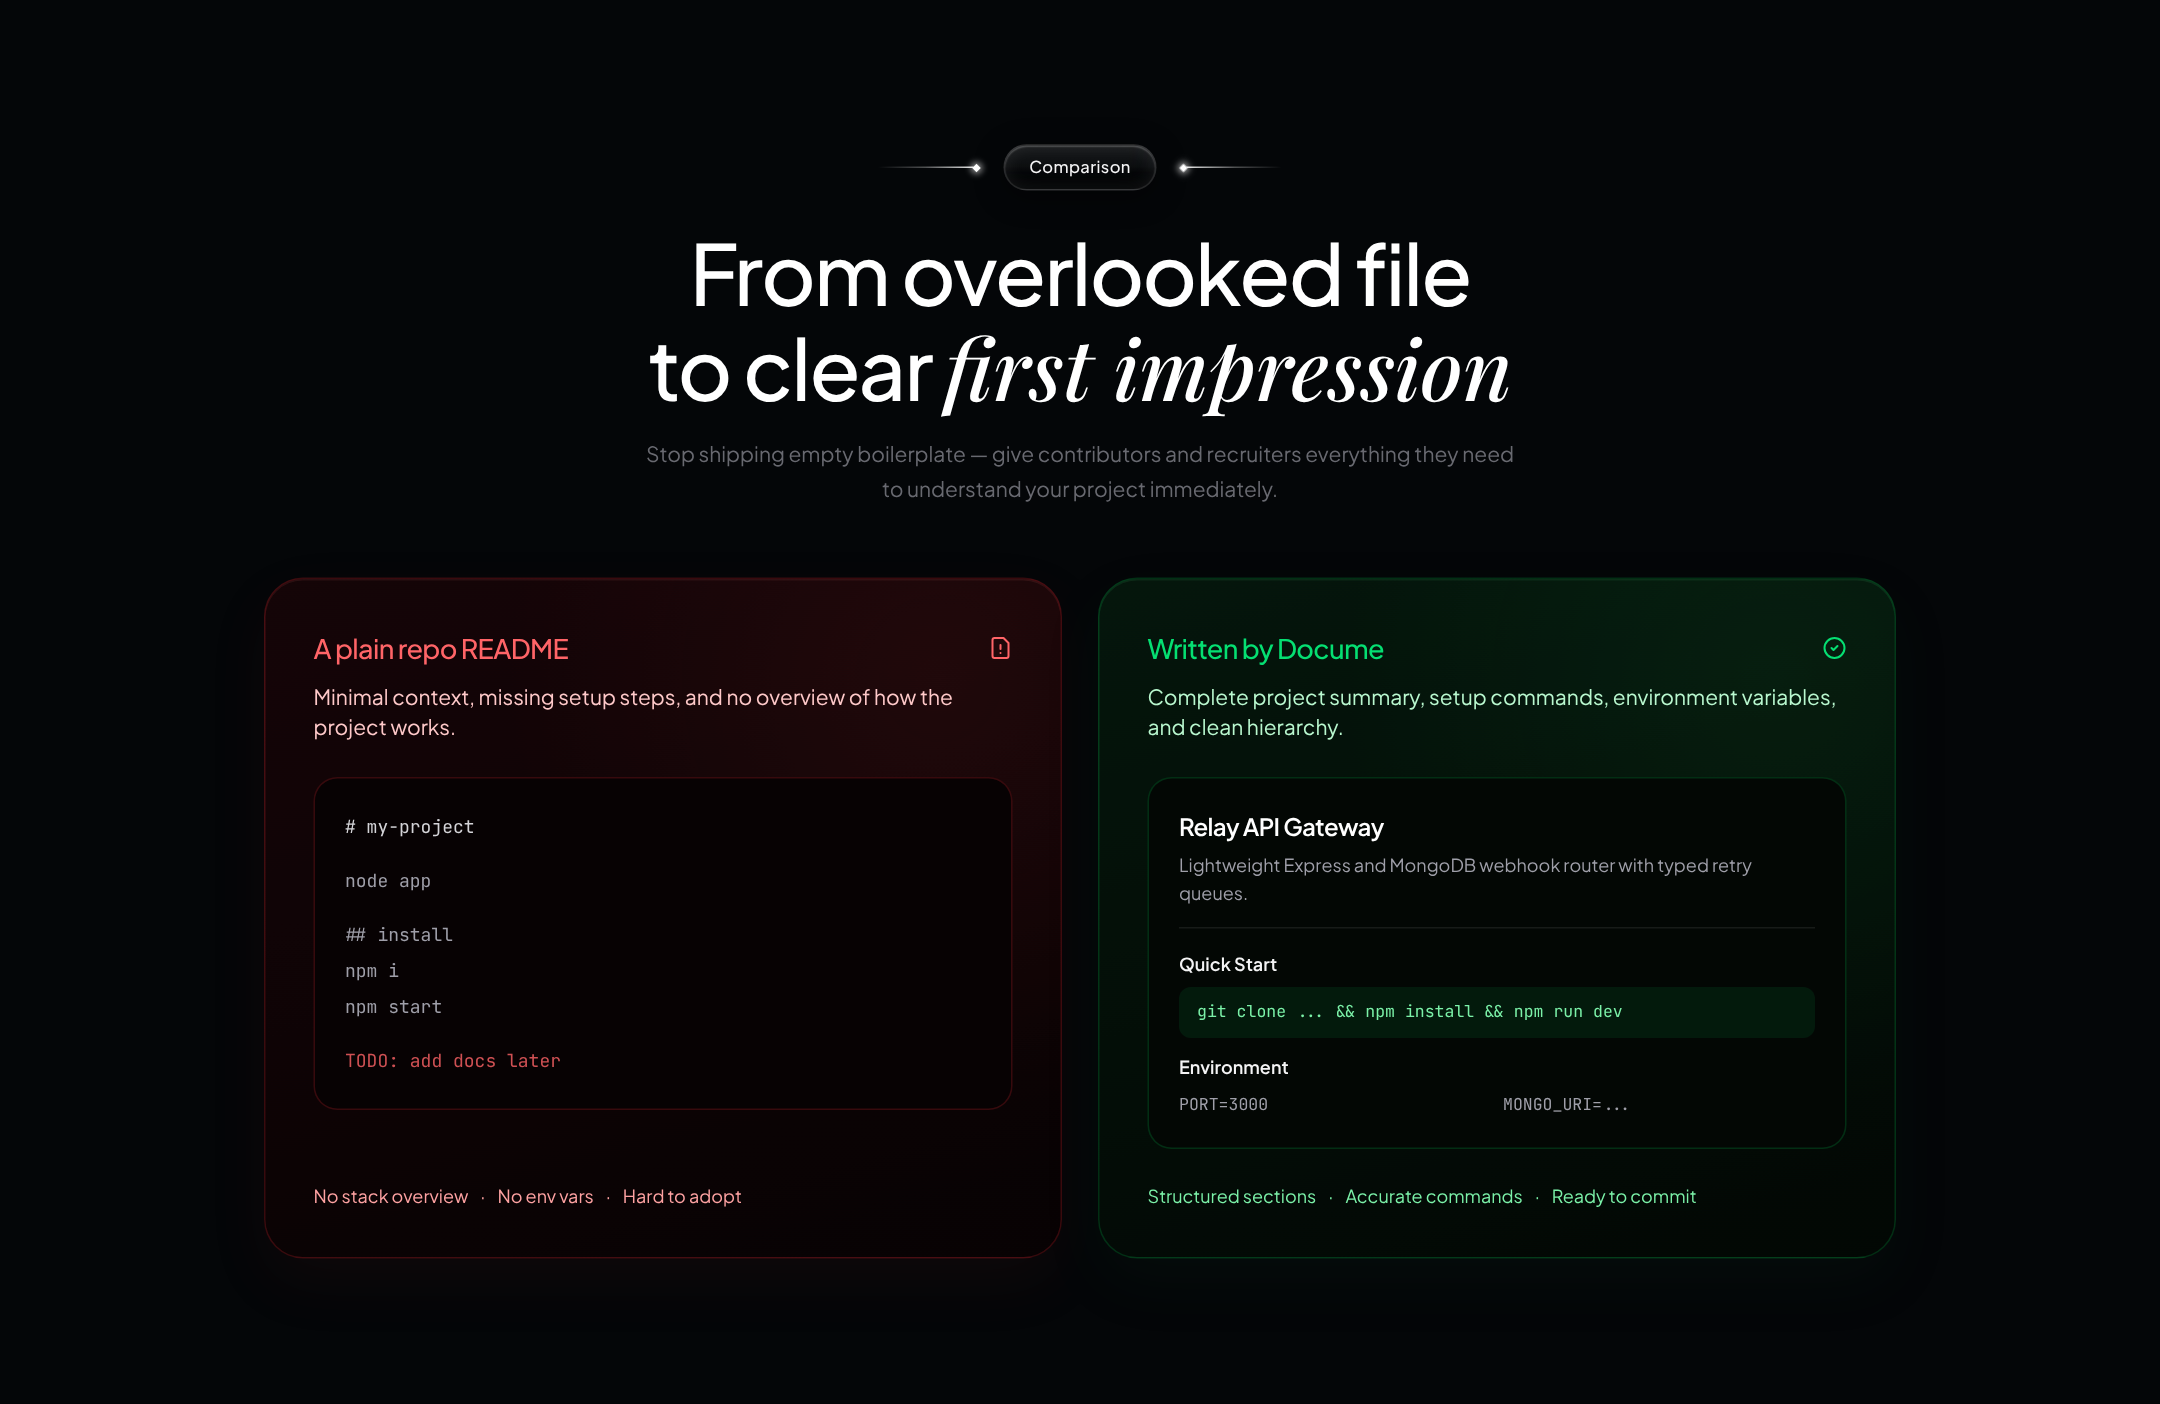 Comparison
From overlooked file
to clear first impression
Stop shipping empty boilerplate — give contributors and recruiters everything they need
to understand your project immediately.
A plain repo README
Minimal context, missing setup steps, and no overview of how the
project works.
# my-project
node app
## install
npm i
npm start
TODO: add docs later
No stack overview · No env vars · Hard to adopt
Written by Docume
Complete project summary, setup commands, environment variables,
and clean hierarchy.
Relay API Gateway
Lightweight Express and MongoDB webhook router with typed retry
queues.
Quick Start
git clone ... && npm install && npm run dev
Environment
PORT=3000 MONGO_URI=...
Structured sections · Accurate commands · Ready to commit